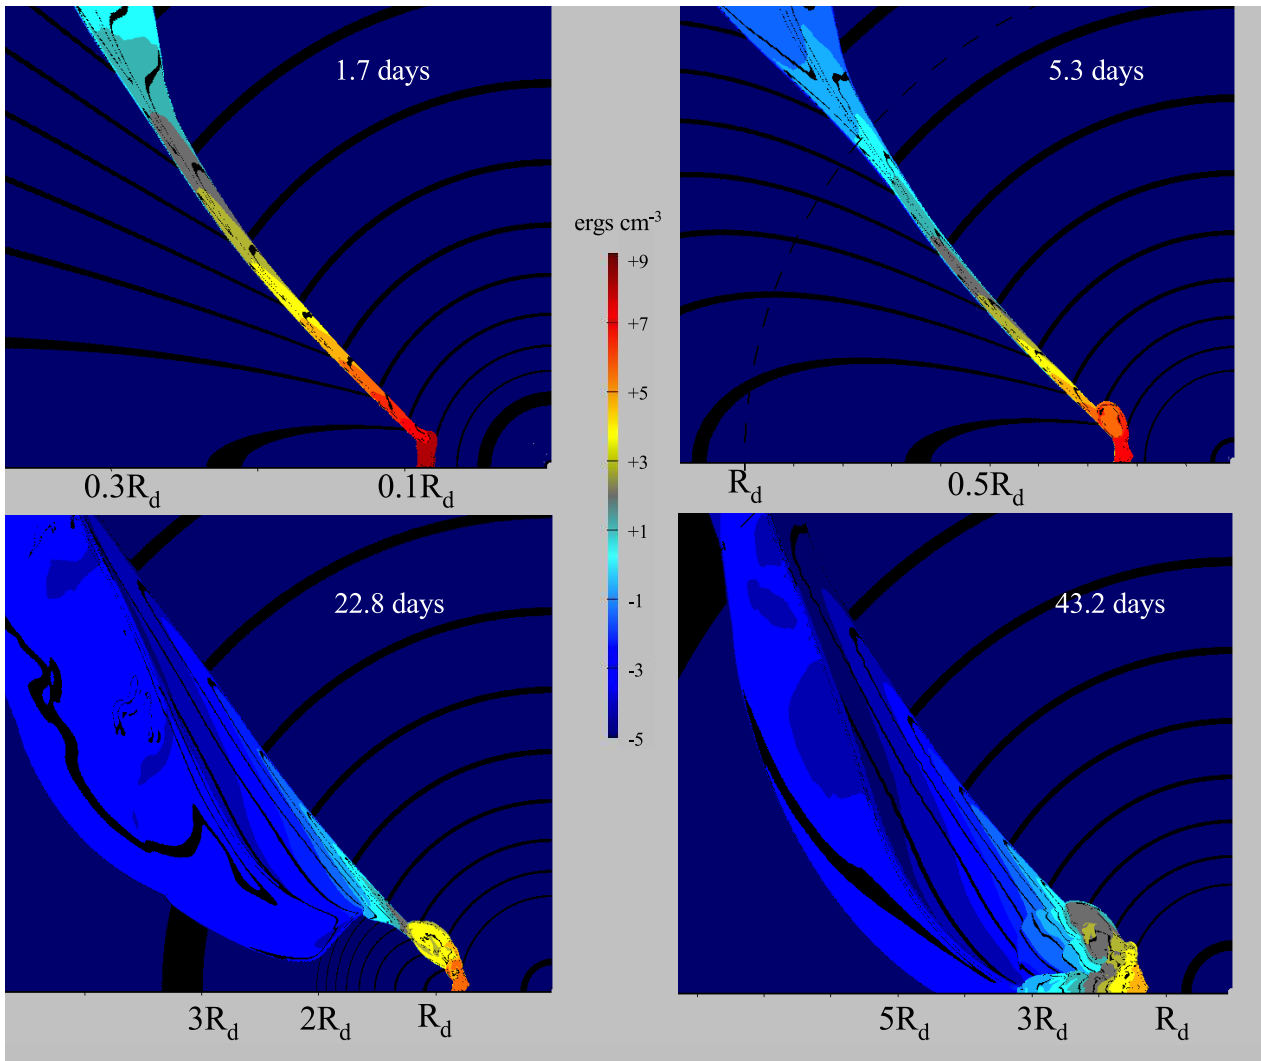 1.7 days
5.3 days
ergs cm-3
+9
+7
+5
+3
+1
-1
-3
-5
0.3Rd
0.1Rd
Rd
0.5Rd
22.8 days
43.2 days
3Rd
2Rd
Rd
5Rd
3Rd
Rd